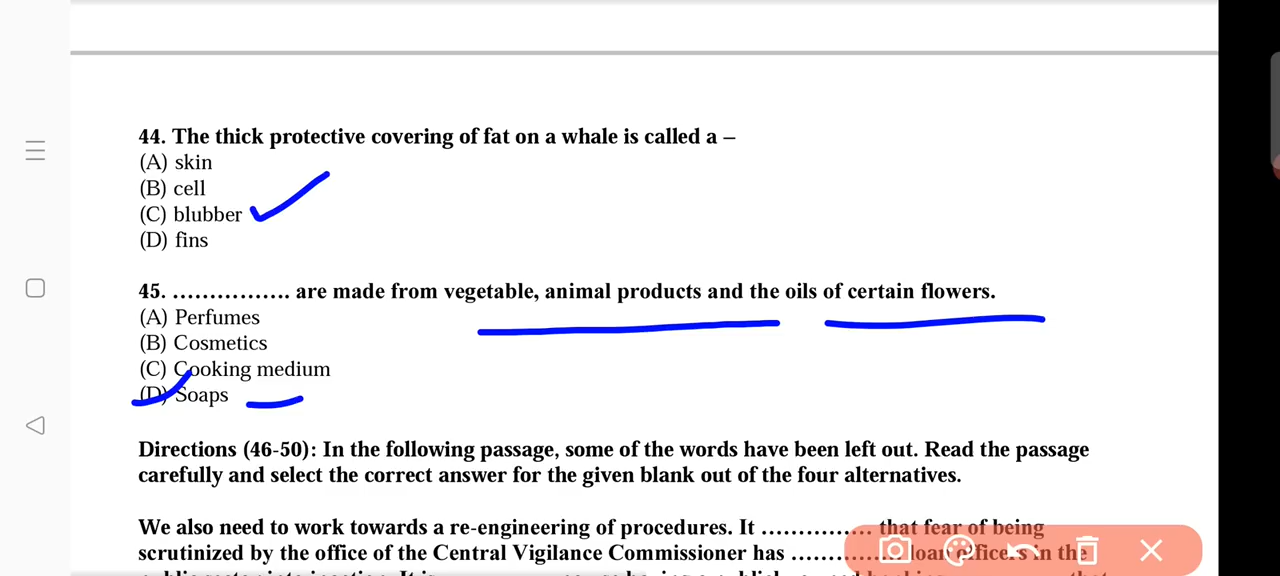 44. The thick protective covering of fat on a whale is called a –
(A) skin
(B) cell
(C) blubber
(D) fins
45. ................ are made from vegetable, animal products and the oils of certain flowers.
(A) Perfumes
(B) Cosmetics
(C) Cooking medium
(D) Soaps
Directions (46-50): In the following passage, some of the words have been left out. Read the passage
carefully and select the correct answer for the given blank out of the four alternatives.
We also need to work towards a re-engineering of procedures. It ............... that fear of being
scrutinized by the office of the Central Vigilance Commissioner has ............... loan officers in the